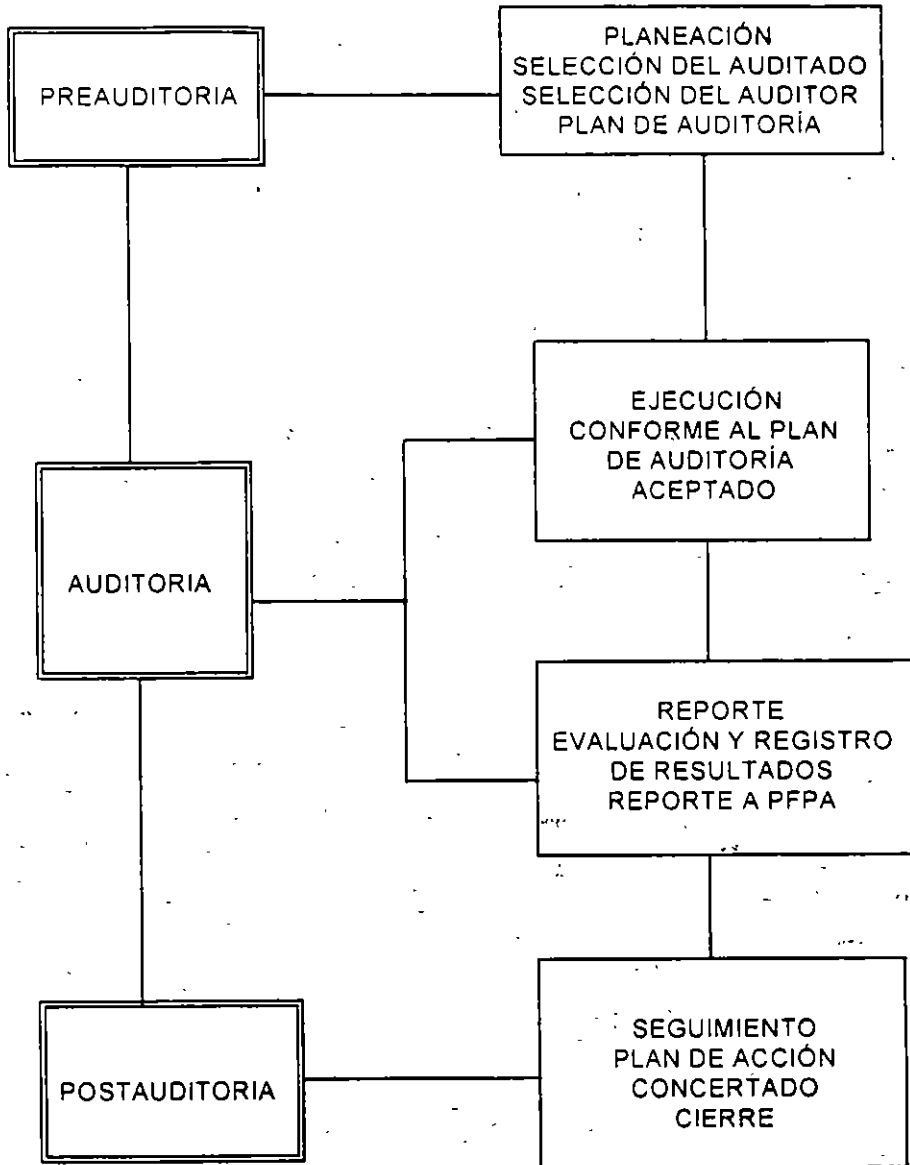 PREAUDITORIA
PLANEACIÓN
SELECCIÓN DEL AUDITADO
SELECCIÓN DEL AUDITOR
PLAN DE AUDITORÍA
AUDITORIA
EJECUCIÓN
CONFORME AL PLAN
DE AUDITORÍA
ACEPTADO
REPORTE
EVALUACIÓN Y REGISTRO
DE RESULTADOS
REPORTE A PFPA
POSTAUDITORIA
SEGUIMIENTO
PLAN DE ACCIÓN
CONCERTADO
CIERRE